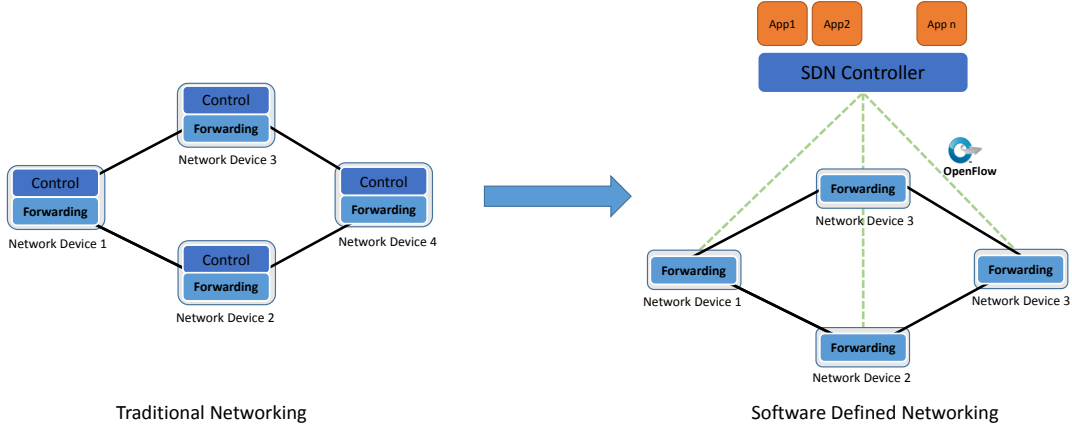 App1
App2
App n
SDN Controller
Control
Forwarding
Network Device 3
Control
Forwarding
Network Device 1
Control
Forwarding
Network Device 4
Control
Forwarding
Network Device 2
OpenFlow
Forwarding
Network Device 3
Forwarding
Network Device 1
Forwarding
Network Device 3
Forwarding
Network Device 2
Traditional Networking
Software Defined Networking